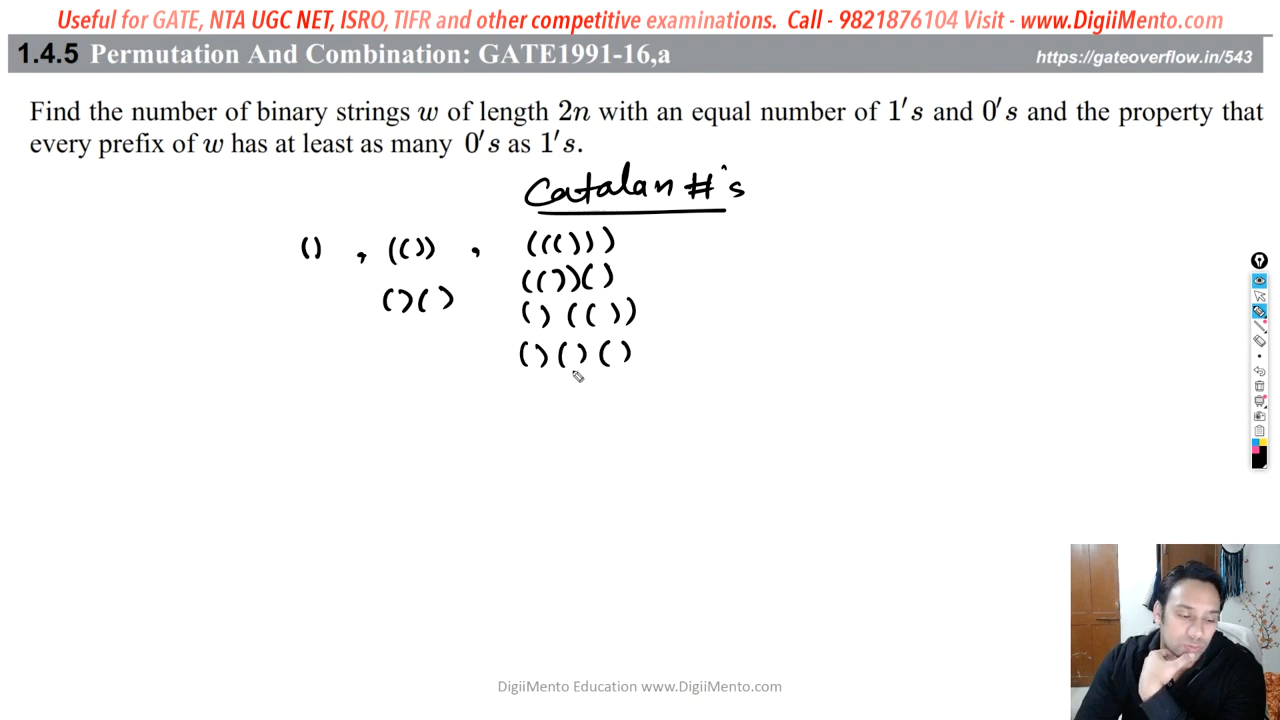 Useful for GATE, NTA UGC NET, ISRO, TIFR and other competitive examinations.  Call - 9821876104 Visit - www.DigiiMento.com
1.4.5 Permutation And Combination: GATE1991-16,a https://gateoverflow.in/543
Find the number of binary strings w of length 2n with an equal number of 1's and 0's and the property that
every prefix of w has at least as many 0's as 1's.
Catalan #'s
() , (()) , ((()))
(())()
()() ()(())
()()()
DigiiMento Education www.DigiiMento.com